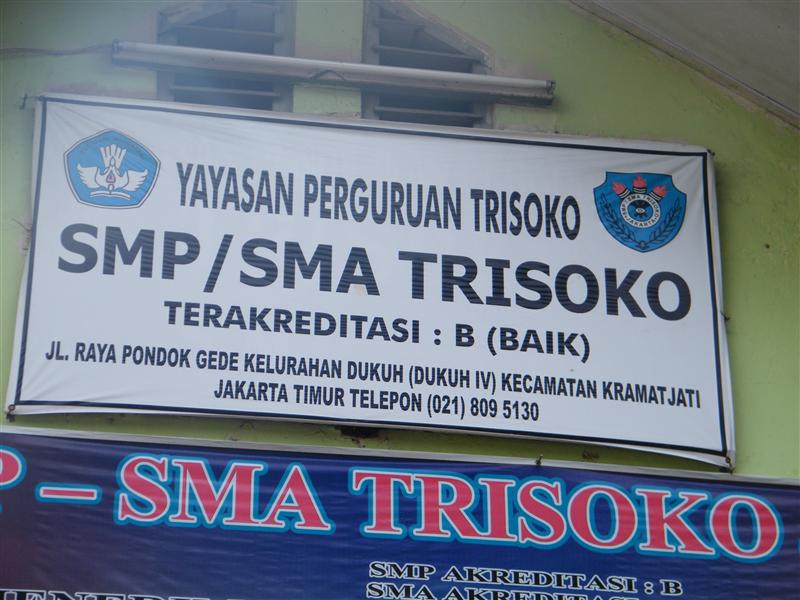 YAYASAN PERGURUAN TRISOKO
SMP/SMA TRISOKO
TERAKREDITASI : B (BAIK)
JL. RAYA PONDOK GEDE KELURAHAN DUKUH (DUKUH IV) KECAMATAN KRAMATJATI
JAKARTA TIMUR TELEPON (021) 809 5130
P – SMA TRISOKO
SMP AKREDITASI : B